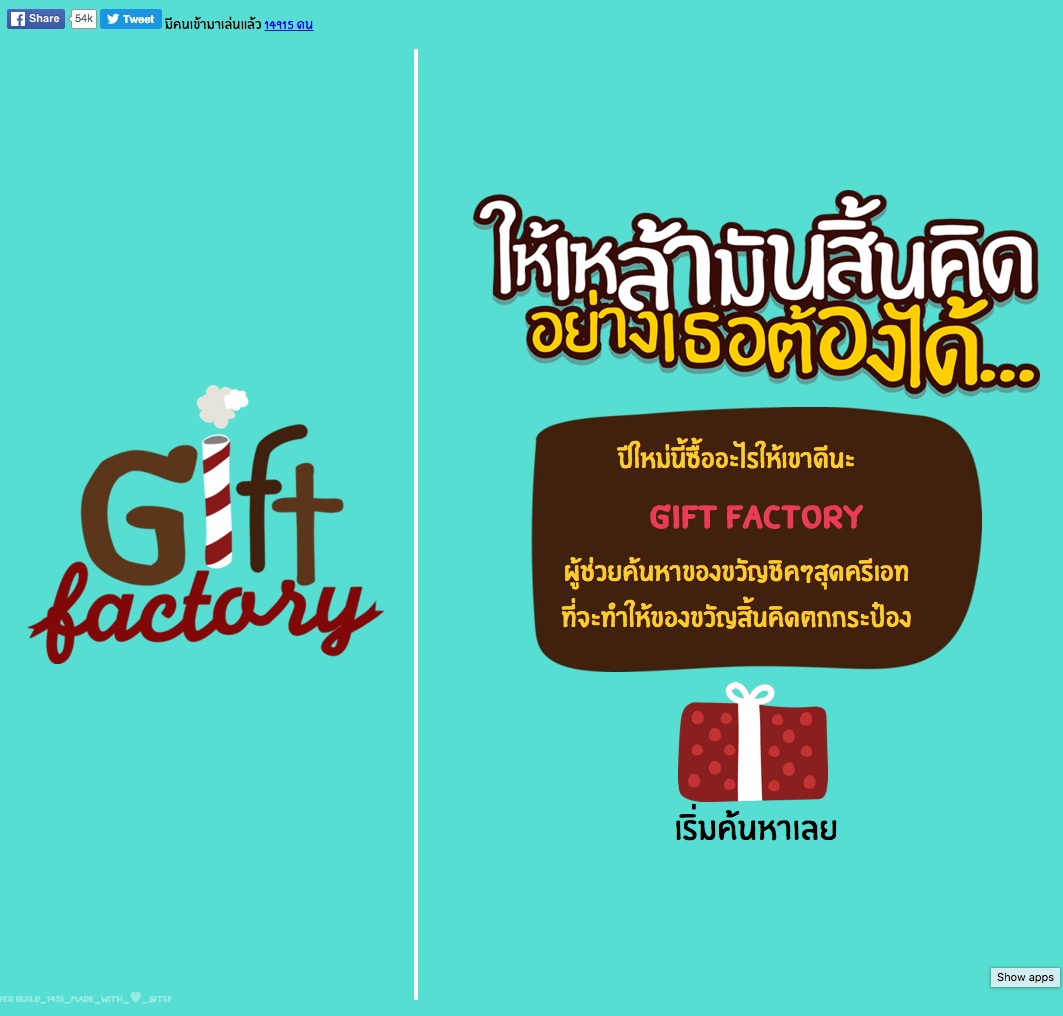 Share 54k Tweet มีคนเข้ามาเล่นแล้ว 14915 คน
Gift
factory
ให้เหล้ามันสิ้นคิด
อย่างเธอต้องได้...
ปีใหม่นี้ซื้ออะไรให้เขาดีนะ
GIFT FACTORY
ผู้ช่วยค้นหาของขวัญชิคๆสุดครีเอท
ที่จะทำให้ของขวัญสิ้นคิดตกกระป๋อง
เริ่มค้นหาเลย
Show apps
VER BUILD_1451_MADE_WITH_♥_@ITSF